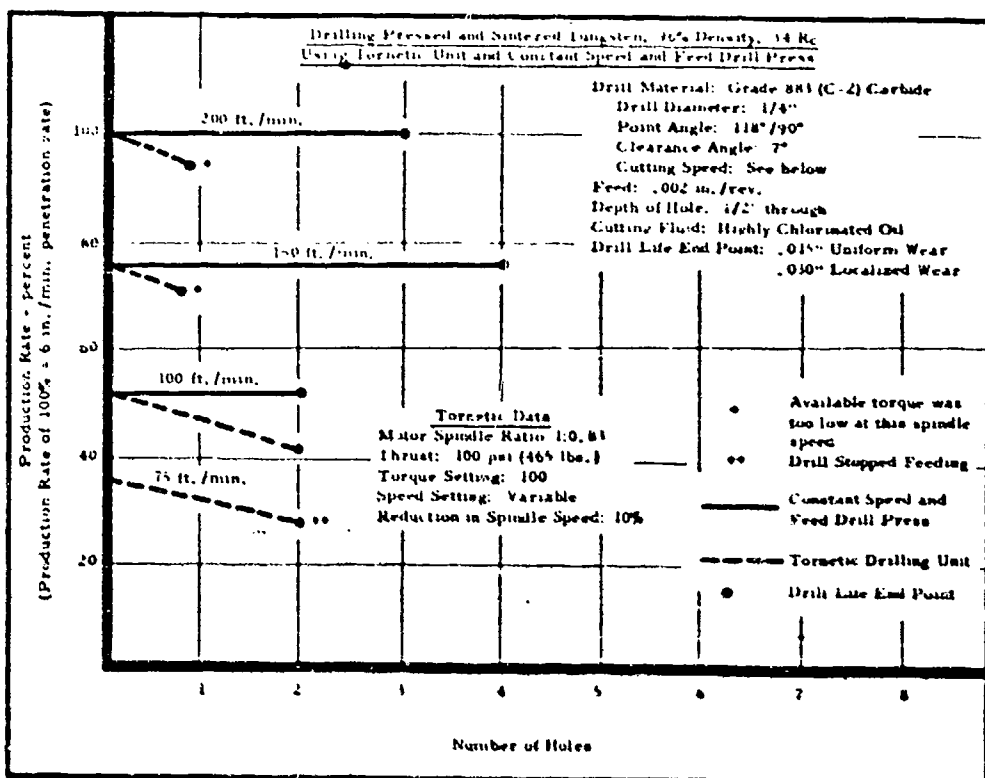 Drilling Pressed and Sintered Tungsten, 96% Density, 34 Rc
Using Tornetic Unit and Constant Speed and Feed Drill Press
Drill Material: Grade 883 (C-2) Carbide
Drill Diameter: 1/4"
Point Angle: 118°/90°
Clearance Angle: 7°
Cutting Speed: See below
Feed: .002 in./rev.
Depth of Hole: 1/2" through
Cutting Fluid: Highly Chlorinated Oil
Drill Life End Point: .015" Uniform Wear
.030" Localized Wear
Production Rate - percent
(Production Rate of 100% = 6 in./min. penetration rate)
100
80
60
40
20
200 ft./min.
150 ft./min.
100 ft./min.
75 ft./min.
Tornetic Data
Motor Spindle Ratio 1:0.83
Thrust: 100 psi (465 lbs.)
Torque Setting: 100
Speed Setting: Variable
Reduction in Spindle Speed: 10%
Available torque was
too low at this spindle
speed
Drill Stopped Feeding
Constant Speed and
Feed Drill Press
Tornetic Drilling Unit
Drill Life End Point
1 2 3 4 5 6 7 8
Number of Holes